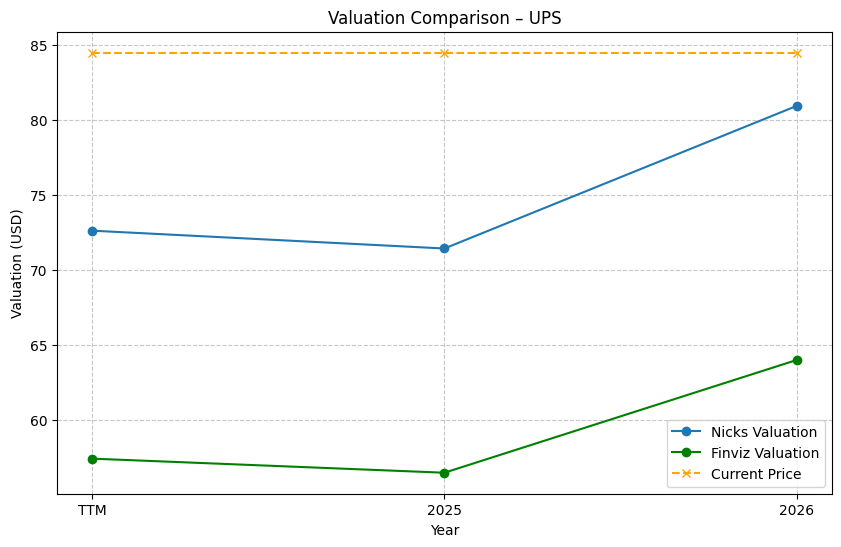 Valuation Comparison – UPS
Valuation (USD)
85
80
75
70
65
60
TTM
2025
2026
Year
Nicks Valuation
Finviz Valuation
Current Price